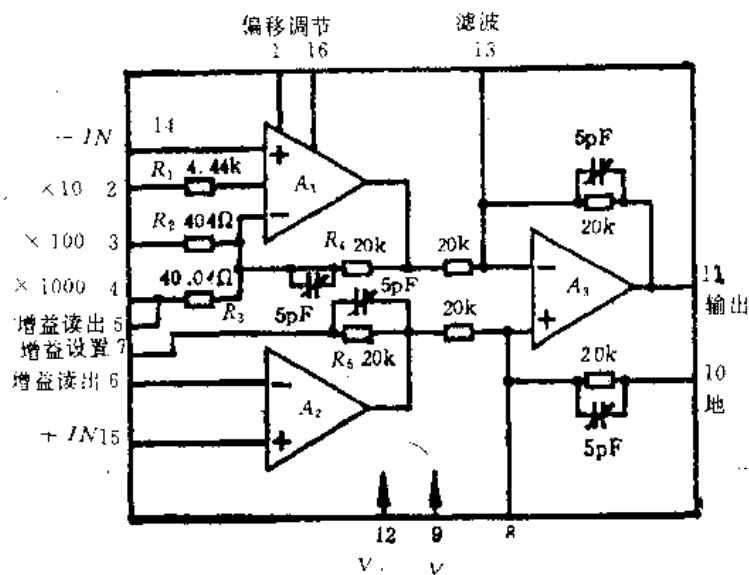 偏移调节
1 16
滤波
13
- IN 14
×10 2
R₁ 4.44k
×100 3
R₂ 404Ω
×1000 4
40.04Ω
R₃
增益读出 5
增益设置 7
增益读出 6
+ IN 15
A₁
R₄ 20k
5pF
5pF
R₅ 20k
A₂
20k
20k
5pF
20k
A₃
11
输出
20k
5pF
10
地
12
9
8
V
V